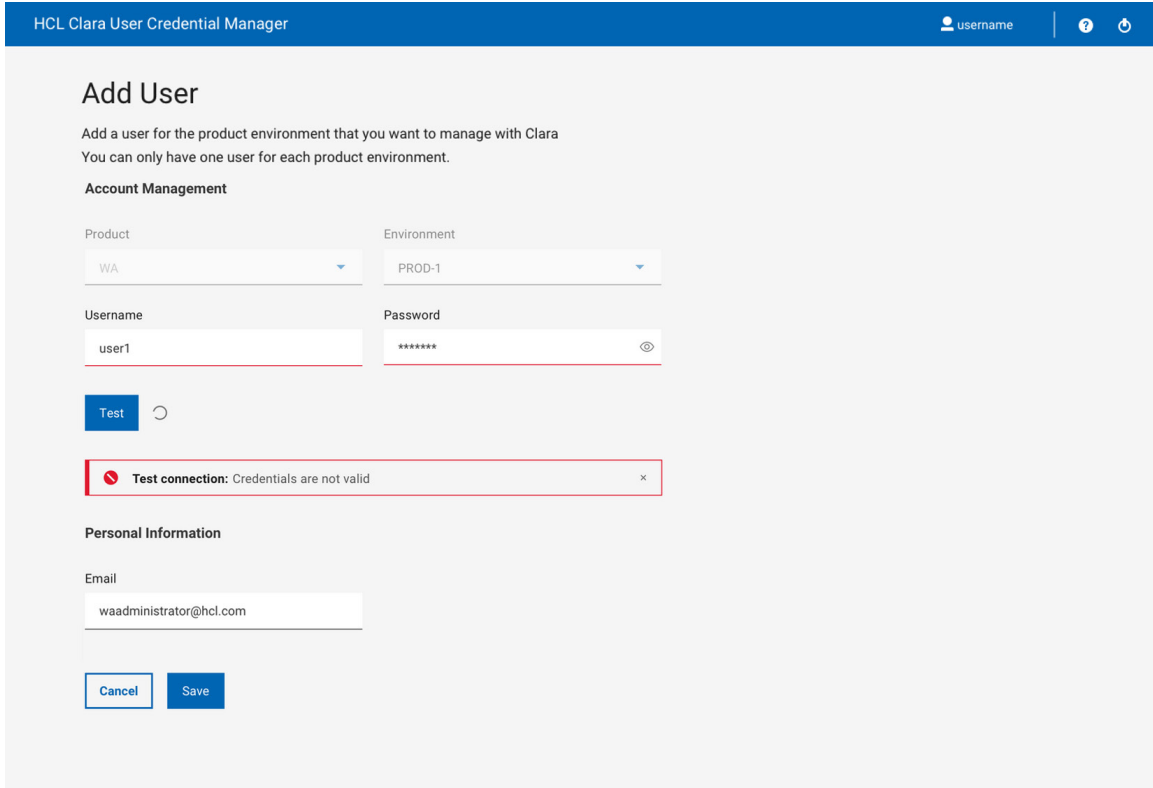 HCL Clara User Credential Manager
username
Add User
Add a user for the product environment that you want to manage with Clara
You can only have one user for each product environment.
Account Management
Product
Environment
WA
PROD-1
Username
Password
user1
*******
Test
Test connection: Credentials are not valid
Personal Information
Email
waadministrator@hcl.com
Cancel
Save